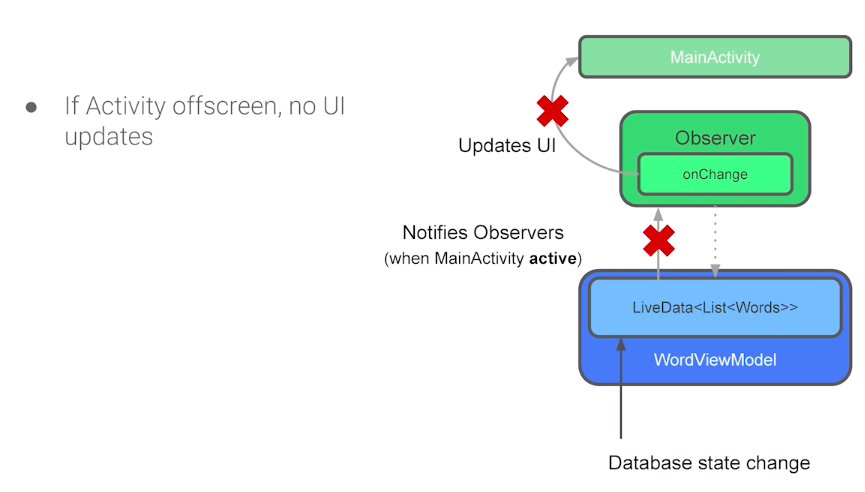 ● If Activity offscreen, no UI
updates
MainActivity
Observer
onChange
Updates UI
Notifies Observers
(when MainActivity active)
LiveData<List<Words>>
WordViewModel
Database state change